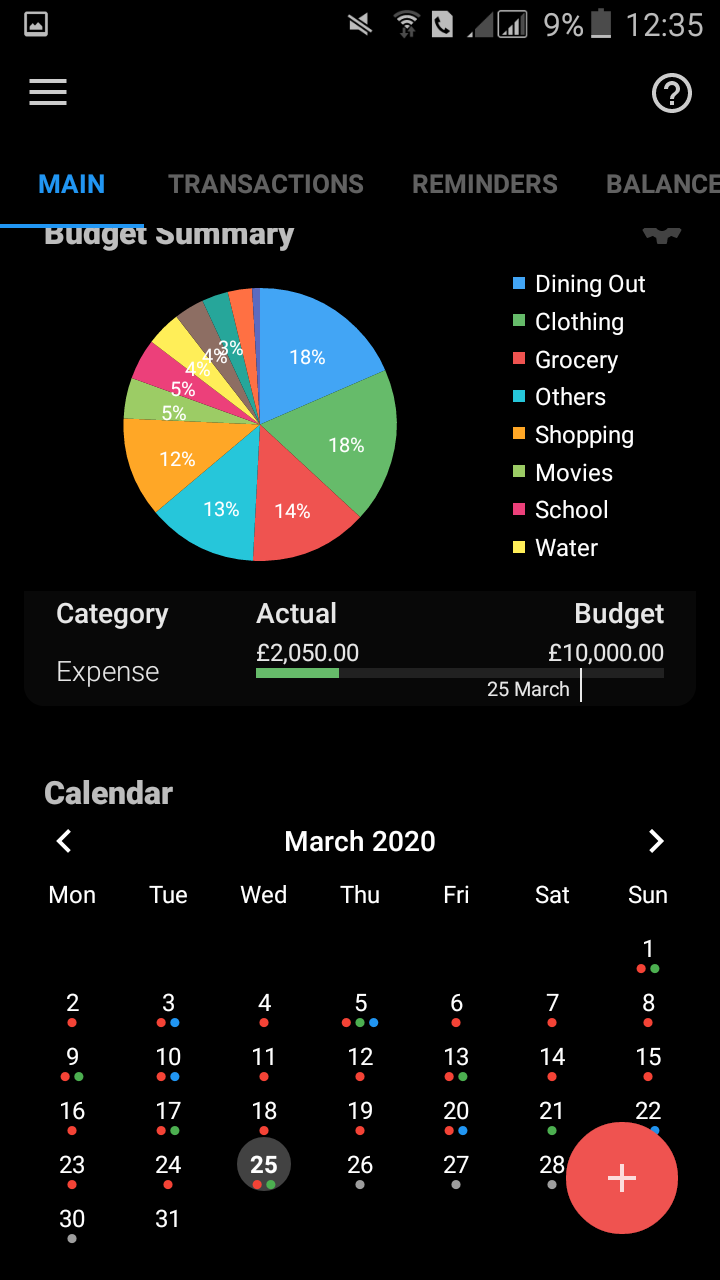 9% 12:35
MAIN TRANSACTIONS REMINDERS BALANCE
Budget Summary
Dining Out
Clothing
Grocery
Others
Shopping
Movies
School
Water
18%
18%
14%
13%
12%
5%
5%
4%
4%
3%
Category Actual Budget
£2,050.00 £10,000.00
Expense
25 March
Calendar
March 2020
Mon Tue Wed Thu Fri Sat Sun
1
2 3 4 5 6 7 8
9 10 11 12 13 14 15
16 17 18 19 20 21 22
23 24 25 26 27 28
30 31